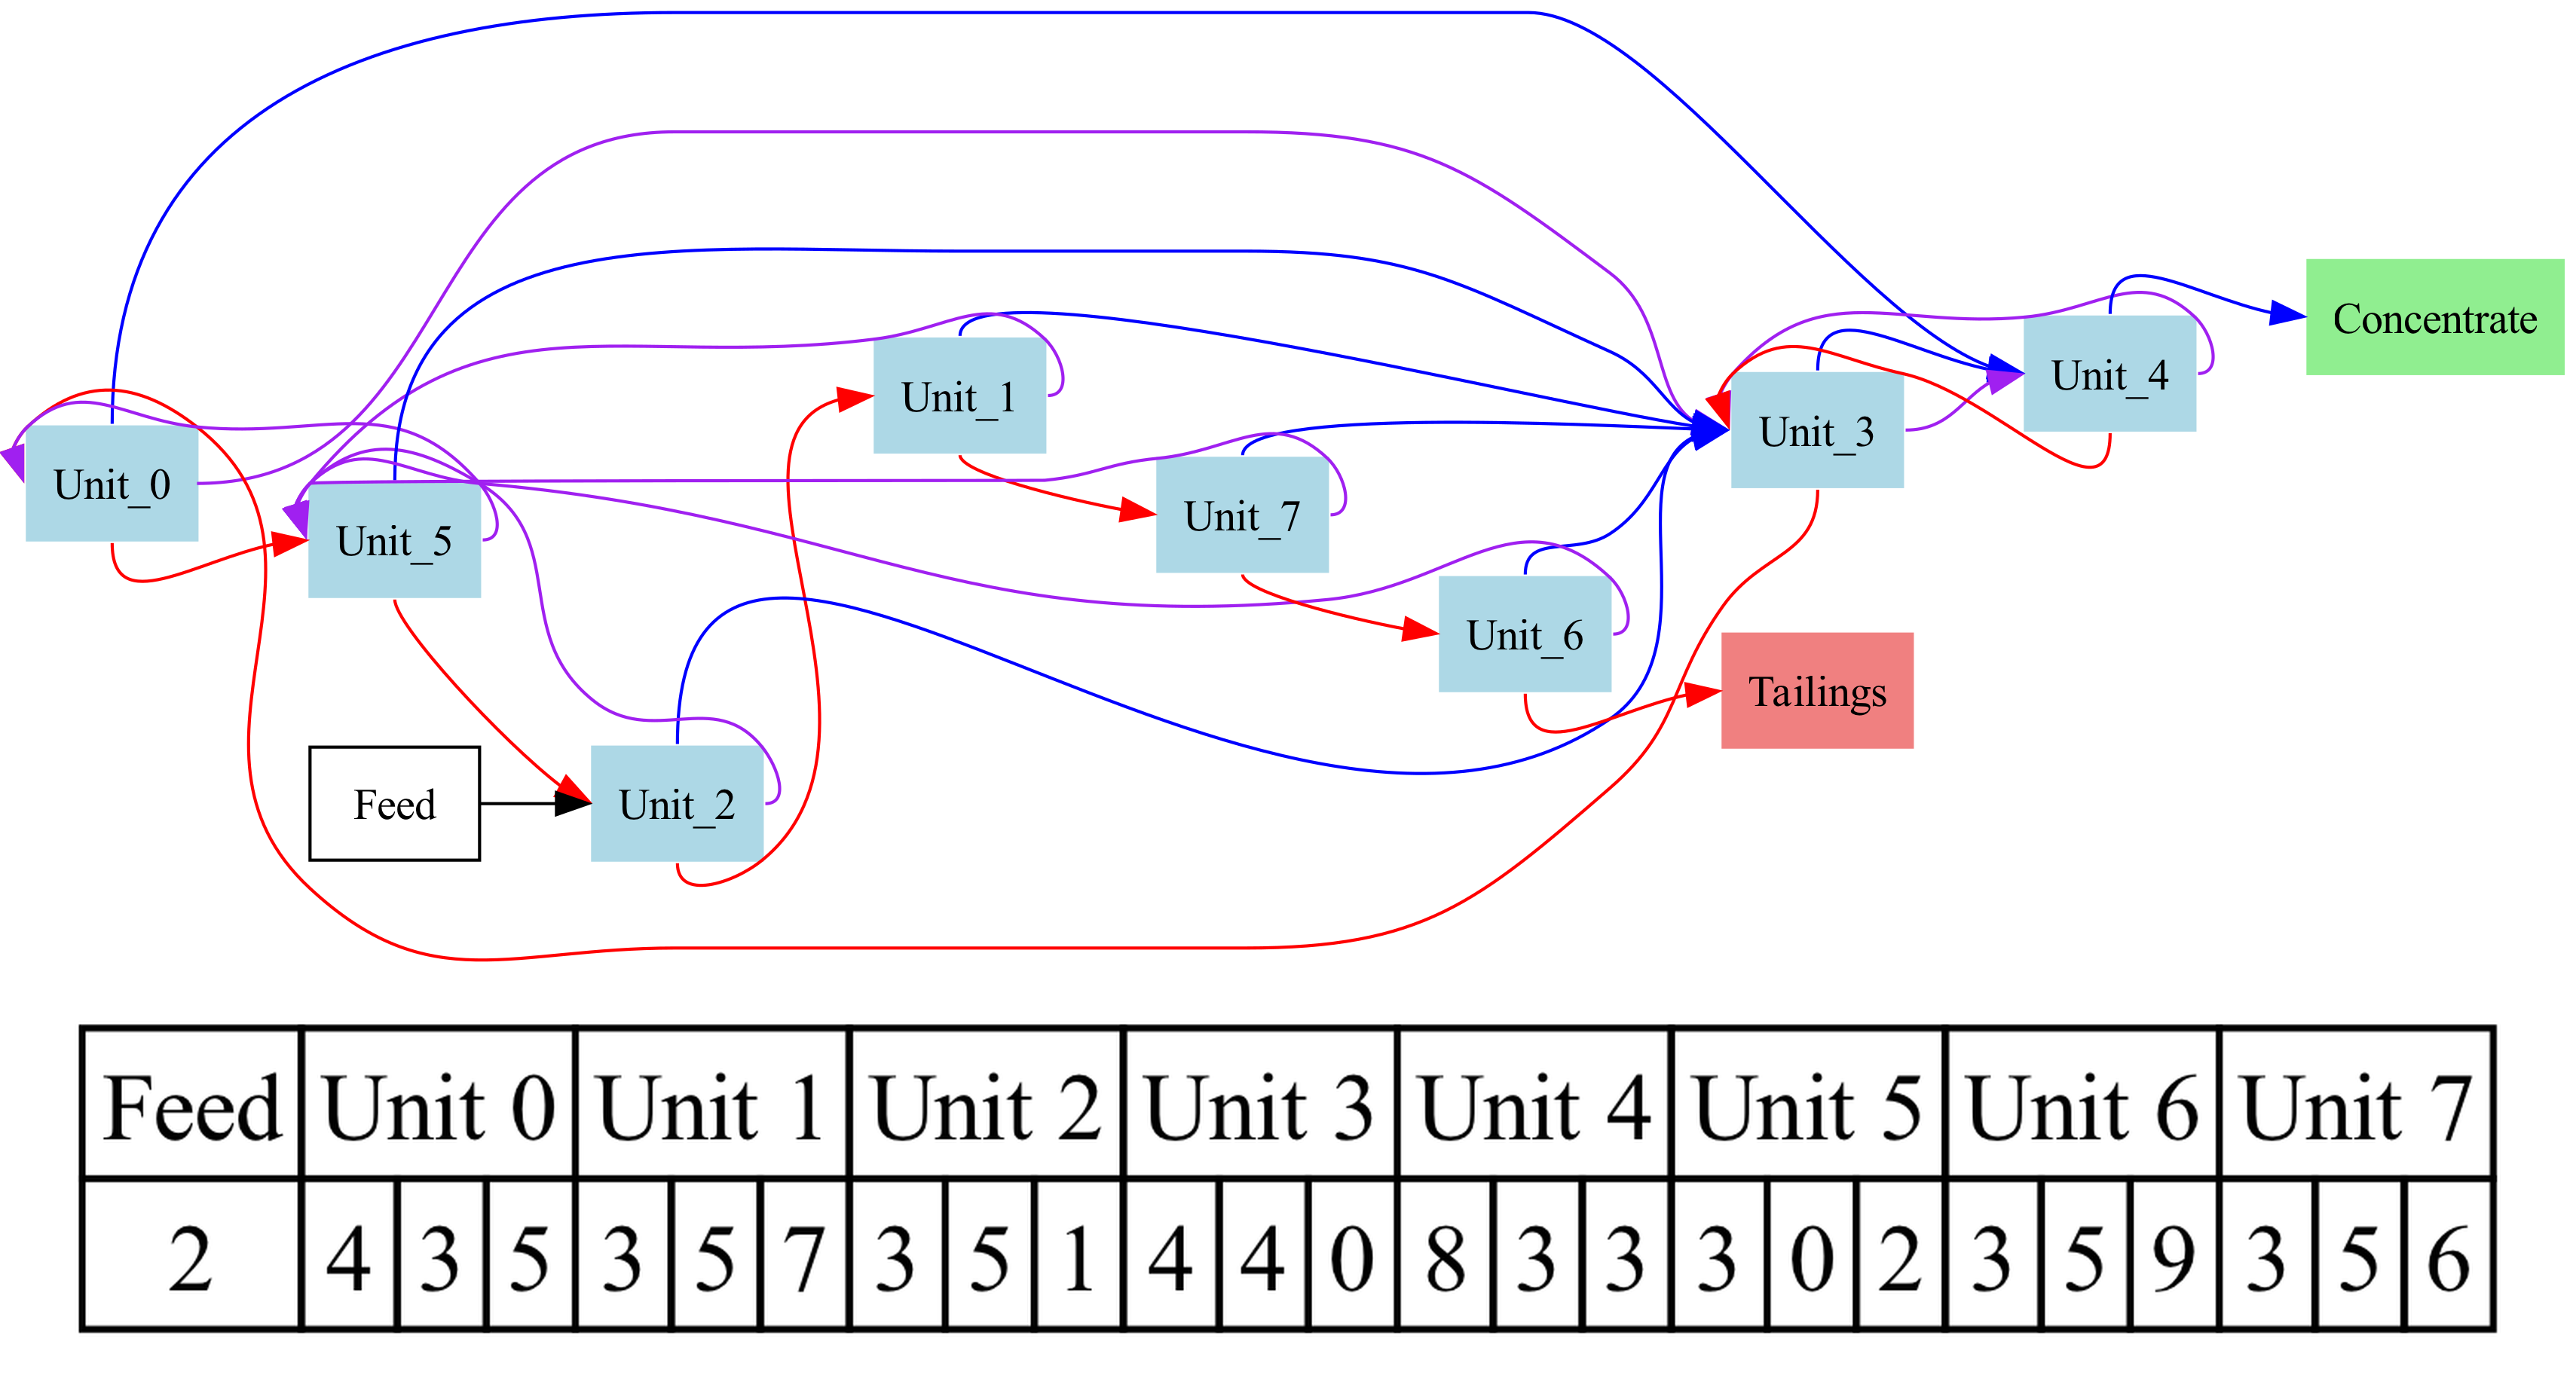 Concentrate
Unit_4
Unit_1
Unit_3
Unit_0
Unit_7
Unit_5
Unit_6
Tailings
Feed
Unit_2
Feed Unit 0 Unit 1 Unit 2 Unit 3 Unit 4 Unit 5 Unit 6 Unit 7
2 4 3 5 3 5 7 3 5 1 4 4 0 8 3 3 3 0 2 3 5 9 3 5 6